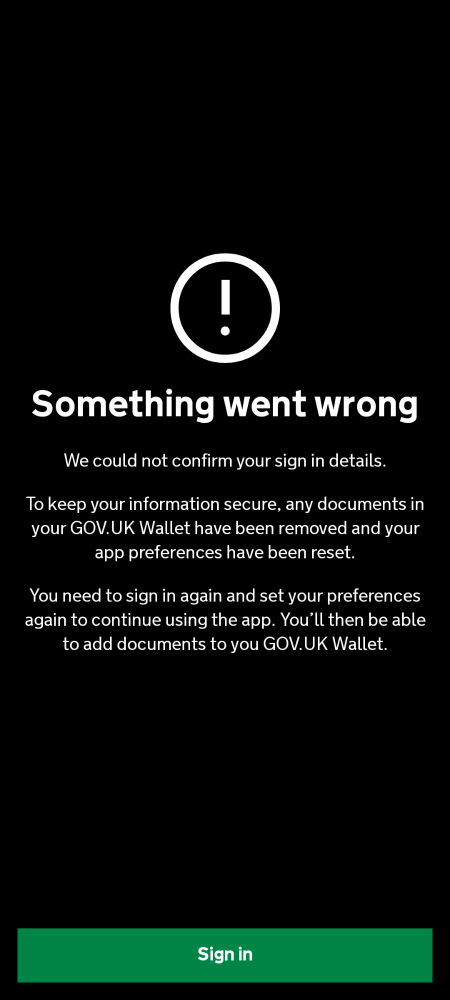 Something went wrong
We could not confirm your sign in details.
To keep your information secure, any documents in
your GOV.UK Wallet have been removed and your
app preferences have been reset.
You need to sign in again and set your preferences
again to continue using the app. You’ll then be able
to add documents to you GOV.UK Wallet.
Sign in